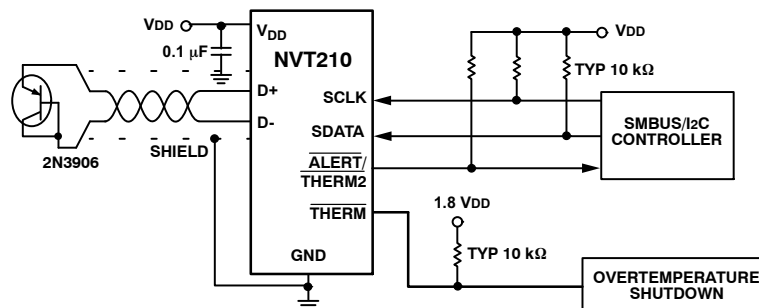 VDD
VDD
0.1 μF
VDD
NVT210
TYP 10 kΩ
D+
SCLK
D-
SDATA
SMBUS/I2C
CONTROLLER
2N3906
SHIELD
ALERT/
THERM2
THERM
1.8 VDD
TYP 10 kΩ
GND
OVERTEMPERATURE
SHUTDOWN